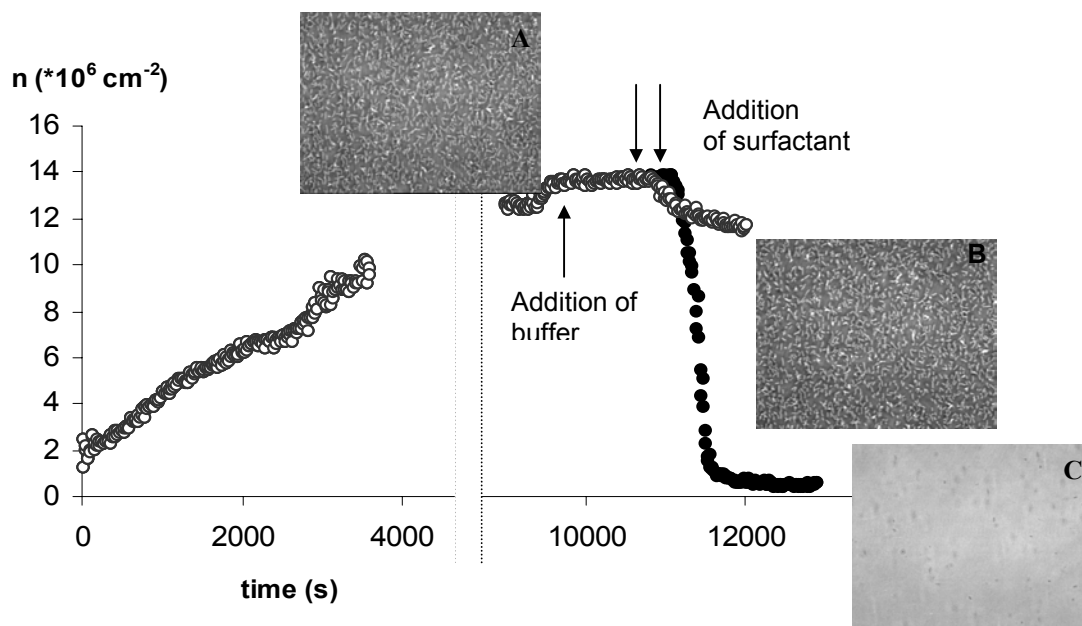 A
n (*10⁶ cm⁻²)
16
14
12
10
8
6
4
2
0
Addition
of surfactant
Addition of
buffer
B
C
0
2000
4000
10000
12000
time (s)